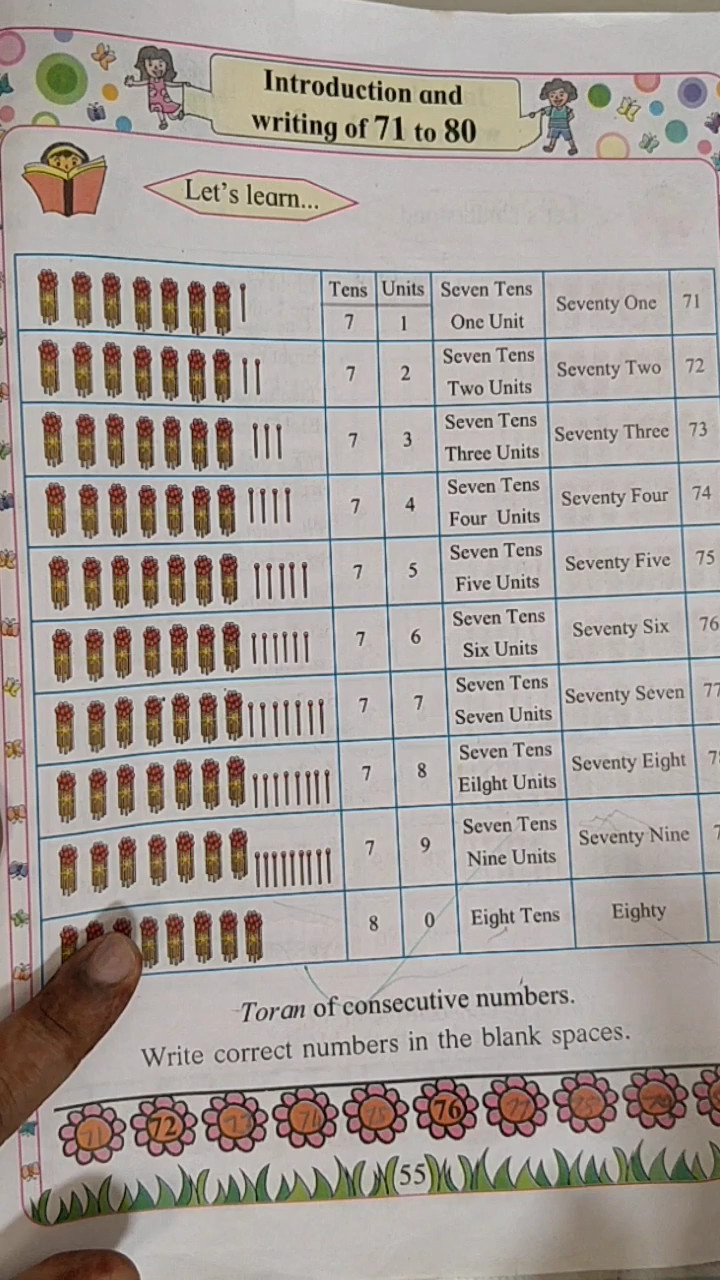 Introduction and
writing of 71 to 80
Let's learn...
Tens Units Seven Tens Seventy One 71
7 1 One Unit
7 2 Seven Tens Two Units Seventy Two 72
7 3 Seven Tens Three Units Seventy Three 73
7 4 Seven Tens Four Units Seventy Four 74
7 5 Seven Tens Five Units Seventy Five 75
7 6 Seven Tens Six Units Seventy Six 76
7 7 Seven Tens Seven Units Seventy Seven 77
7 8 Seven Tens Eilght Units Seventy Eight
7 9 Seven Tens Nine Units Seventy Nine
8 0 Eight Tens Eighty
Toran of consecutive numbers.
Write correct numbers in the blank spaces.
71 72 73 74 75 76 77
55